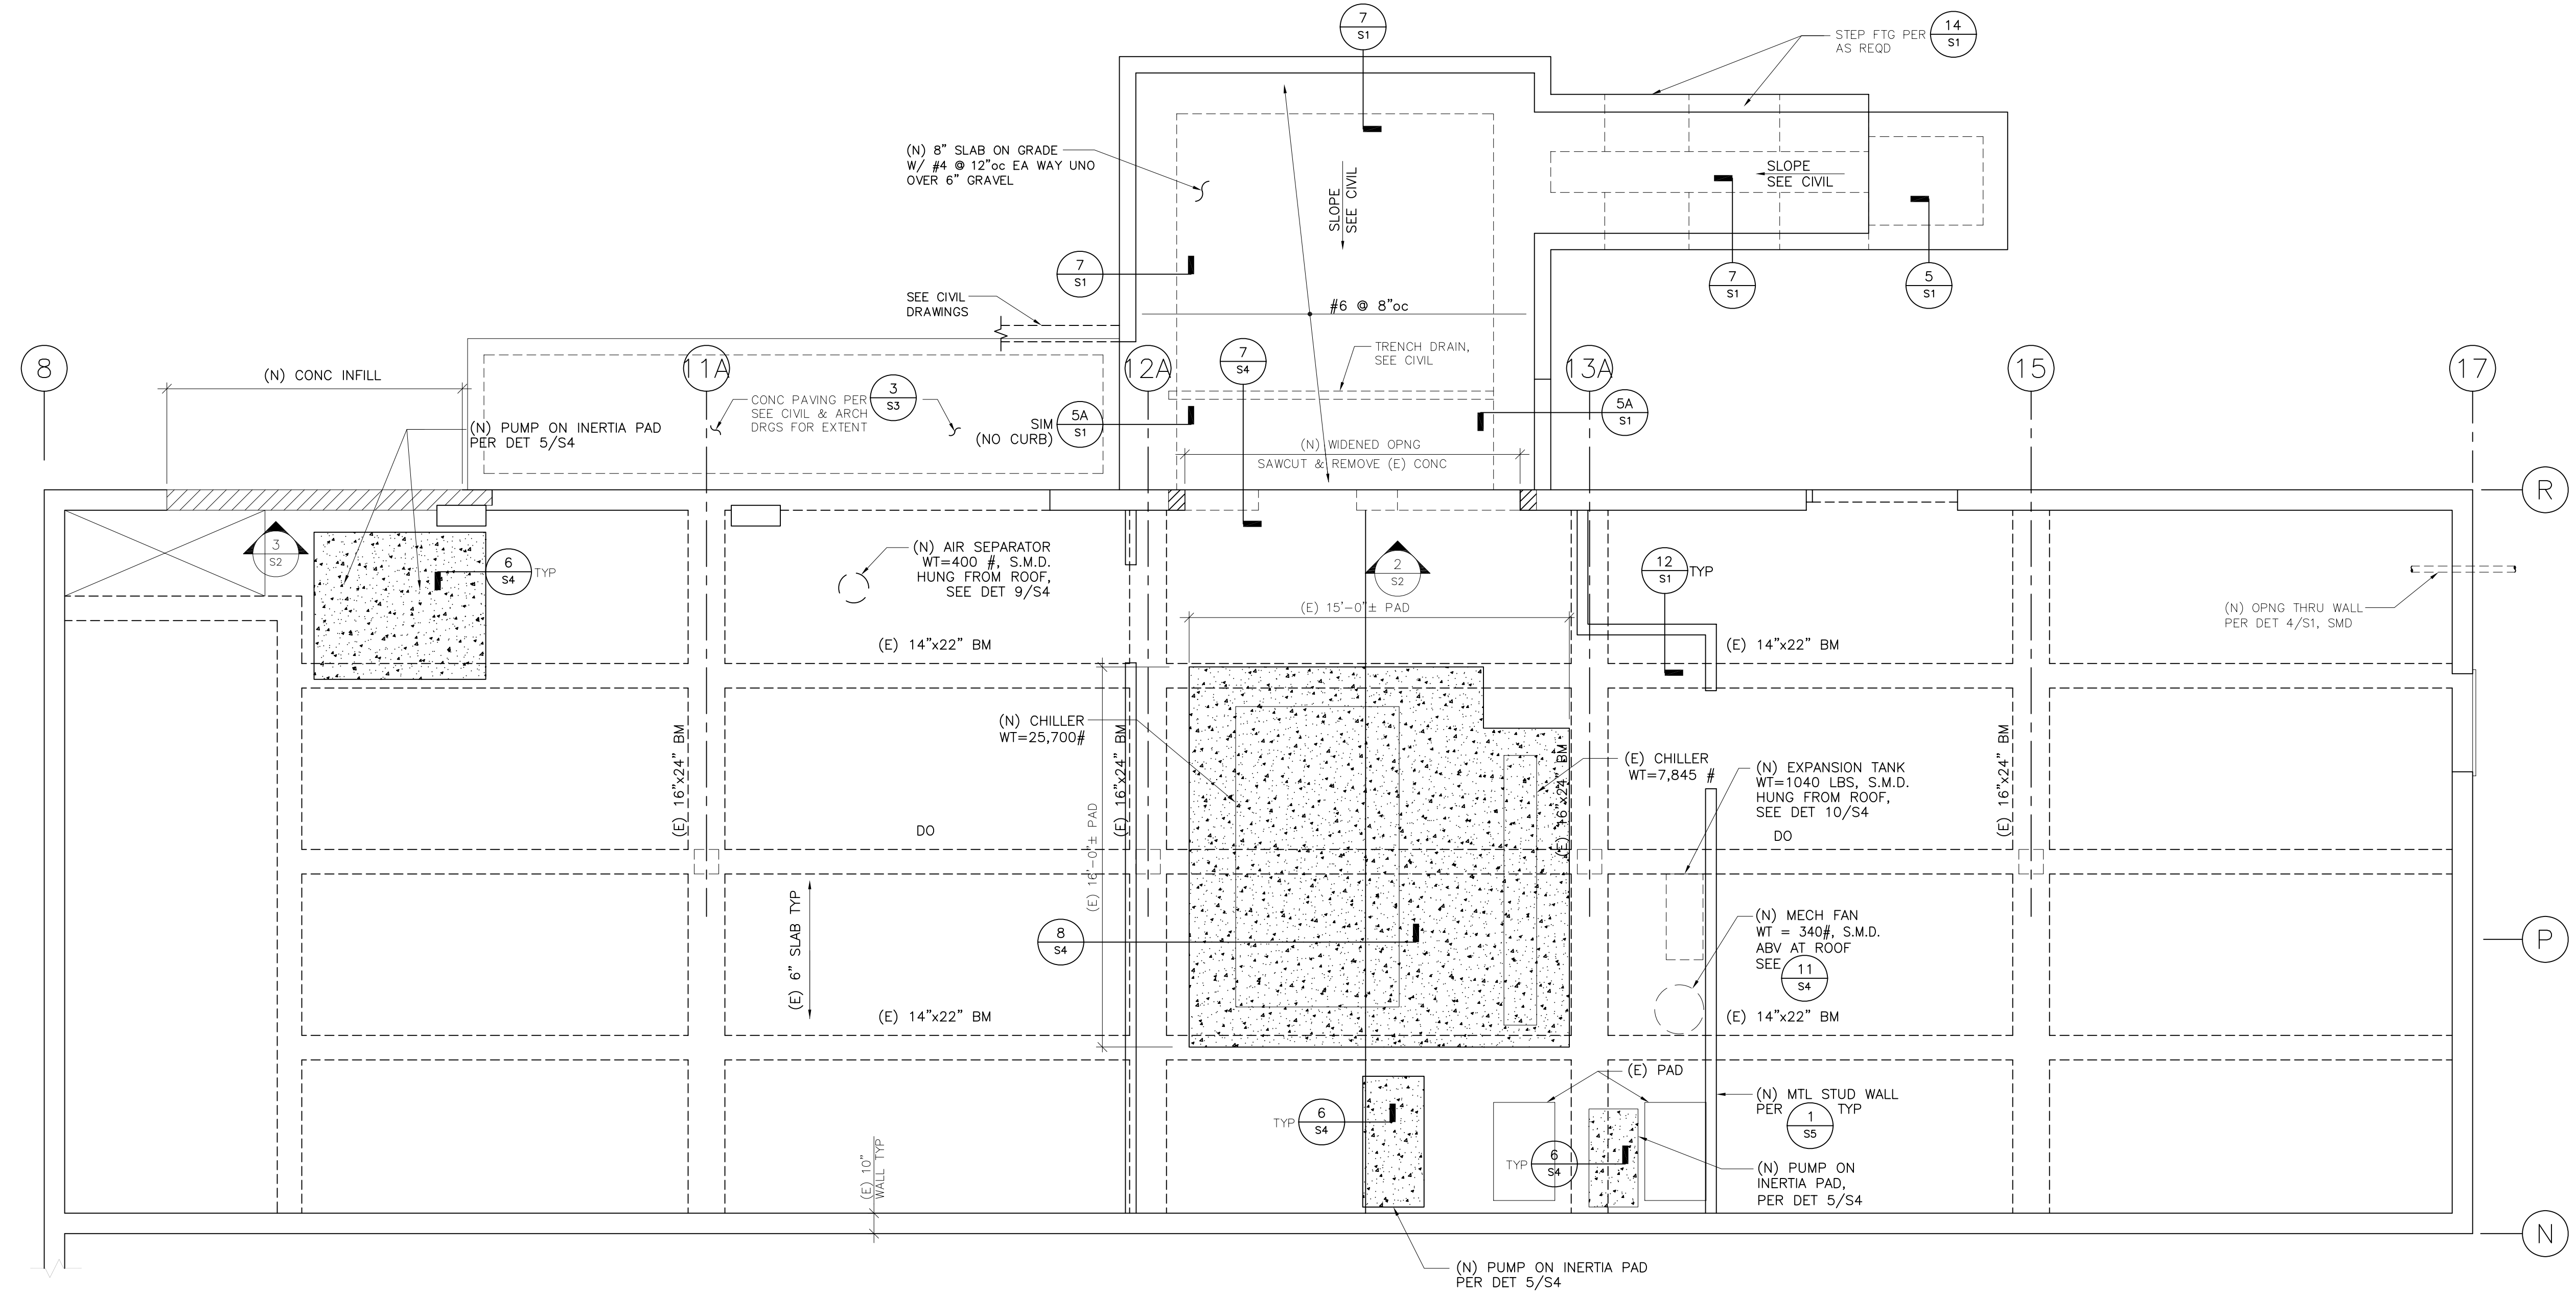 7
S1
STEP FTG PER
AS REQD
14
S1
(N) 8" SLAB ON GRADE
W/ #4 @ 12"oc EA WAY UNO
OVER 6" GRAVEL
SLOPE
SEE CIVIL
SLOPE
SEE CIVIL
7
S1
7
S1
5
S1
SEE CIVIL
DRAWINGS
#6 @ 8"oc
TRENCH DRAIN,
SEE CIVIL
7
S4
8
11A
12A
13A
15
17
(N) CONC INFILL
CONC PAVING PER
SEE CIVIL & ARCH
DRGS FOR EXTENT
3
S3
SIM
(NO CURB)
5A
S1
5A
S1
(N) PUMP ON INERTIA PAD
PER DET 5/S4
(N) WIDENED OPNG
SAWCUT & REMOVE (E) CONC
R
3
S2
6
S4
TYP
(N) AIR SEPARATOR
WT=400 #, S.M.D.
HUNG FROM ROOF,
SEE DET 9/S4
2
S2
12
S1
TYP
(E) 15'-0"± PAD
(N) OPNG THRU WALL
PER DET 4/S1, SMD
(E) 14"x22" BM
(E) 14"x22" BM
(N) CHILLER
WT=25,700#
(E) 16"x24" BM
(E) 16"x24" BM
(E) 16"x24" BM
(E) 16"x24" BM
(E) CHILLER
WT=7,845 #
(N) EXPANSION TANK
WT=1040 LBS, S.M.D.
HUNG FROM ROOF,
SEE DET 10/S4
DO
DO
(E) 16'-0"± PAD
(E) 6" SLAB TYP
8
S4
(N) MECH FAN
WT = 340#, S.M.D.
ABV AT ROOF
SEE
11
S4
P
(E) 14"x22" BM
(E) 14"x22" BM
(E) PAD
TYP
6
S4
(N) MTL STUD WALL
PER
1
S5
TYP
TYP
6
S4
(E) 10"
WALL TYP
(N) PUMP ON
INERTIA PAD,
PER DET 5/S4
N
(N) PUMP ON INERTIA PAD
PER DET 5/S4